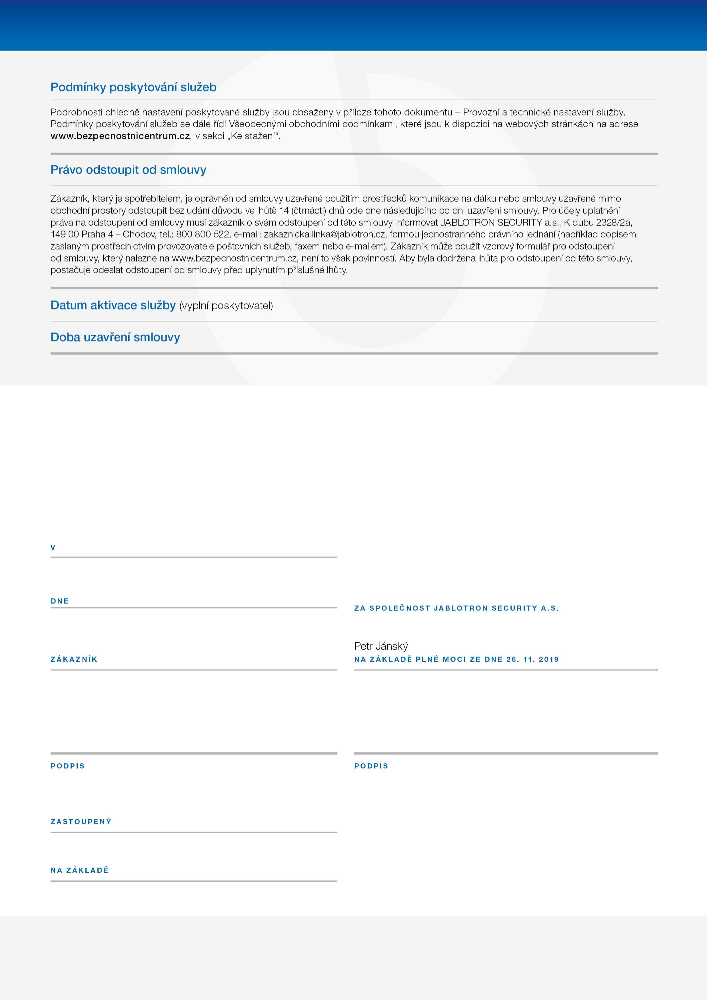 Podmínky poskytování služeb
Podrobnosti ohledně nastavení poskytované služby jsou obsaženy v příloze tohoto dokumentu – Provozní a technické nastavení služby.
Podmínky poskytování služeb se dále řídí Všeobecnými obchodními podmínkami, které jsou k dispozici na webových stránkách na adrese
www.bezpecnostnicentrum.cz, v sekci „Ke stažení“.
Právo odstoupit od smlouvy
Zákazník, který je spotřebitelem, je oprávněn od smlouvy uzavřené použitím prostředků komunikace na dálku nebo smlouvy uzavřené mimo
obchodní prostory odstoupit bez udání důvodu ve lhůtě 14 (čtrnácti) dnů ode dne následujícího po dni uzavření smlouvy. Pro účely uplatnění
práva na odstoupení od smlouvy musí zákazník o svém odstoupení od této smlouvy informovat JABLOTRON SECURITY a.s., K dubu 2328/2a,
149 00 Praha 4 – Chodov, tel.: 800 800 522, e-mail: zakaznicka.linka@jablotron.cz, formou jednostranného právního jednání (například dopisem
zaslaným prostřednictvím provozovatele poštovních služeb, faxem nebo e-mailem). Zákazník může použít vzorový formulář pro odstoupení
od smlouvy, který nalezne na www.bezpecnostnicentrum.cz, není to však povinností. Aby byla dodržena lhůta pro odstoupení od této smlouvy,
postačuje odeslat odstoupení od smlouvy před uplynutím příslušné lhůty.
Datum aktivace služby (vyplní poskytovatel)
Doba uzavření smlouvy
V
DNE
ZA SPOLEČNOST JABLOTRON SECURITY A.S.
Petr Jánský
ZÁKAZNÍK
NA ZÁKLADĚ PLNÉ MOCI ZE DNE 26. 11. 2019
PODPIS
PODPIS
ZASTOUPENÝ
NA ZÁKLADĚ